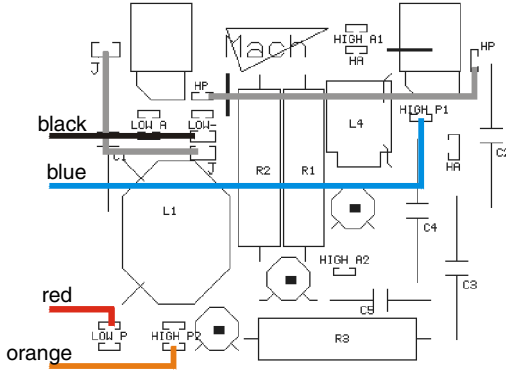 Mach
HIGH A1
HA
HP
J
HP
LOW A
LOW-
HIGH P1
black
L4
C2
blue
J
R2
R1
HA
L1
C4
HIGH A2
C3
red
C5
LOW P
HIGH P2
R3
orange